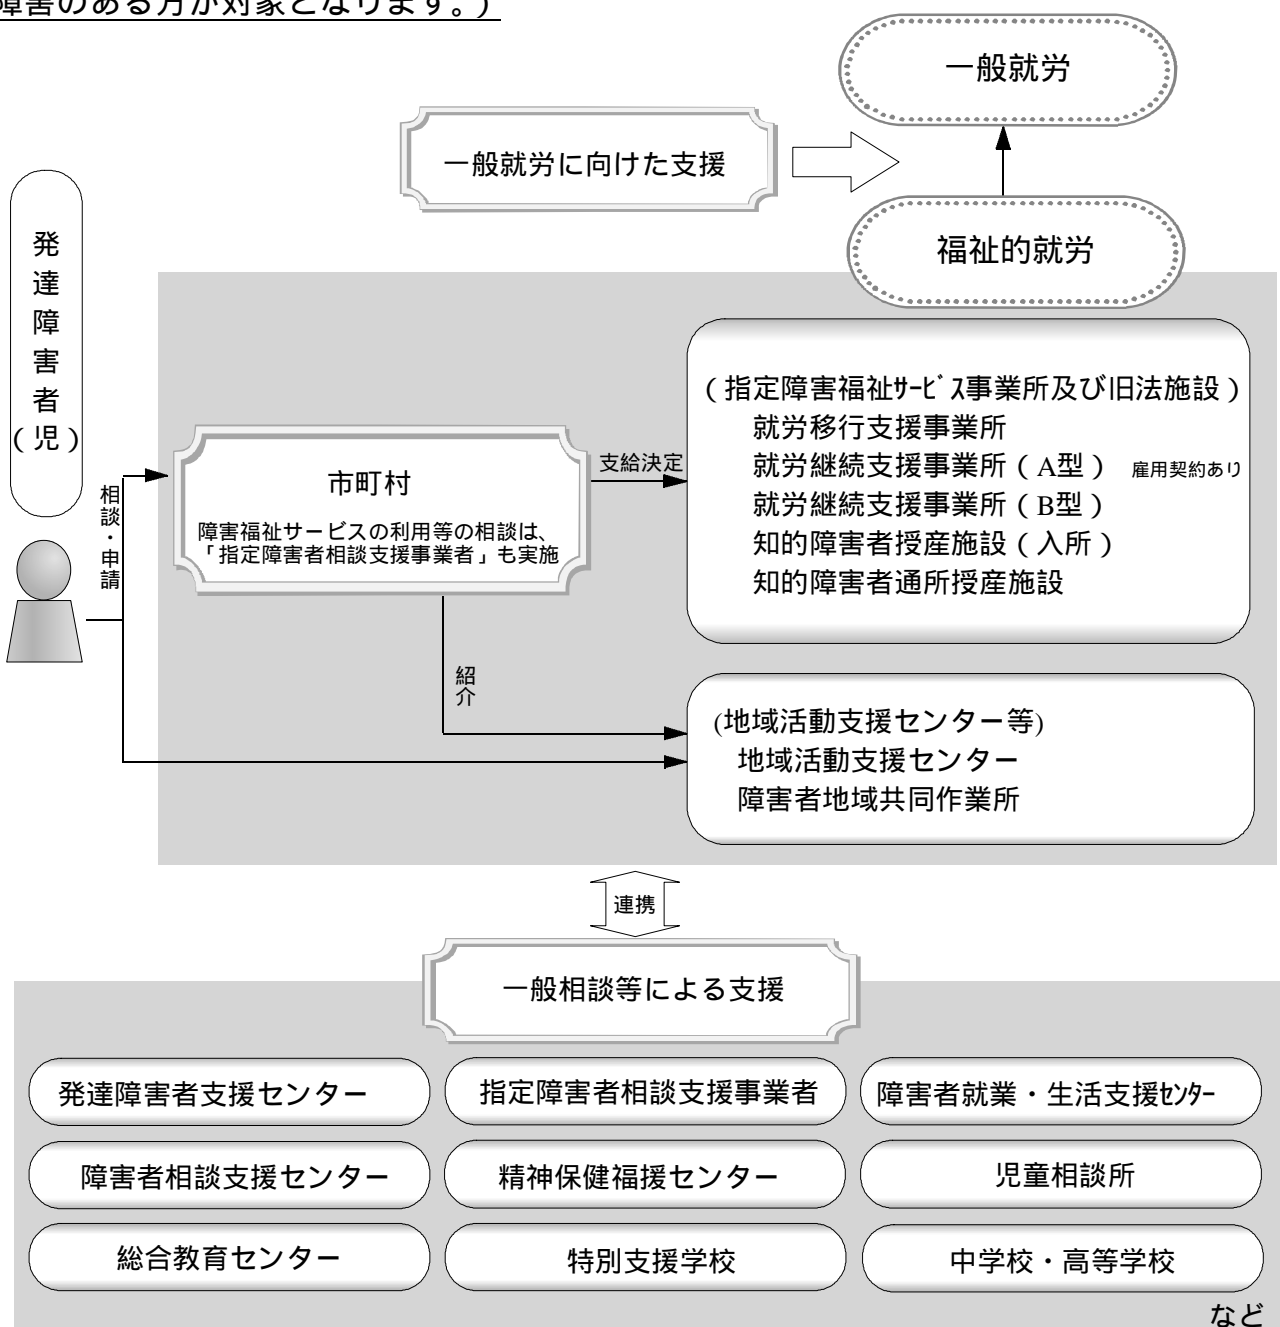 障害のある方が対象となります。)
一般就労
一般就労に向けた支援
福祉的就労
発達障害者(児)
相談・申請
市町村
障害福祉サービスの利用等の相談は、
「指定障害者相談支援事業者」も実施
支給決定
(指定障害福祉サービス事業所及び旧法施設)
就労移行支援事業所
就労継続支援事業所(A型) 雇用契約あり
就労継続支援事業所(B型)
知的障害者授産施設(入所)
知的障害者通所授産施設
紹介
(地域活動支援センター等)
地域活動支援センター
障害者地域共同作業所
連携
一般相談等による支援
発達障害者支援センター
指定障害者相談支援事業者
障害者就業・生活支援センター
障害者相談支援センター
精神保健福援センター
児童相談所
総合教育センター
特別支援学校
中学校・高等学校
など